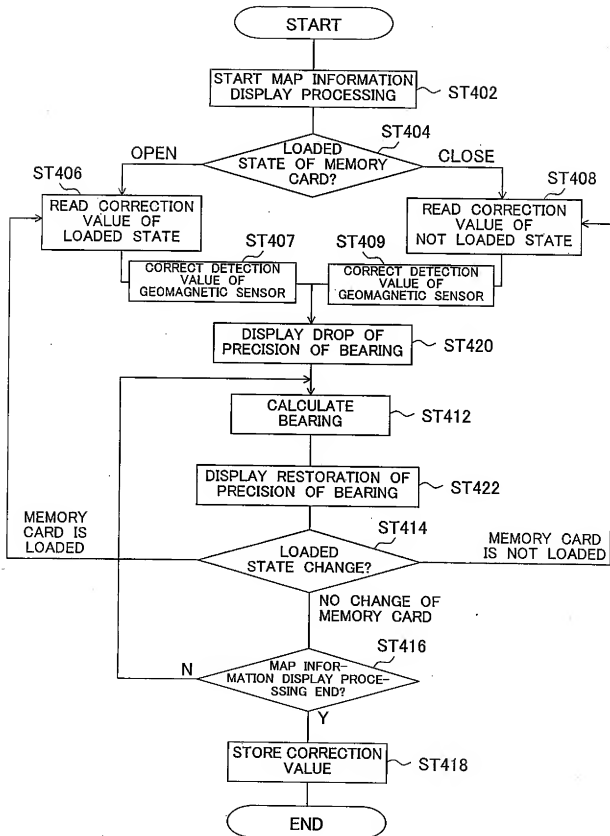 START
START MAP INFORMATION
DISPLAY PROCESSING
ST402
ST404
LOADED
STATE OF MEMORY
CARD?
OPEN
CLOSE
ST406
READ CORRECTION
VALUE OF
LOADED STATE
ST408
READ CORRECTION
VALUE OF
NOT LOADED STATE
ST407
CORRECT DETECTION
VALUE OF
GEOMAGNETIC SENSOR
ST409
CORRECT DETECTION
VALUE OF
GEOMAGNETIC SENSOR
DISPLAY DROP OF
PRECISION OF BEARING
ST420
CALCULATE
BEARING
ST412
DISPLAY RESTORATION OF
PRECISION OF BEARING
ST422
MEMORY
CARD IS
LOADED
ST414
LOADED
STATE CHANGE?
MEMORY CARD
IS NOT LOADED
NO CHANGE OF
MEMORY CARD
ST416
N
MAP INFOR-
MATION DISPLAY PROCE-
SSING END?
Y
STORE CORRECTION
VALUE
ST418
END